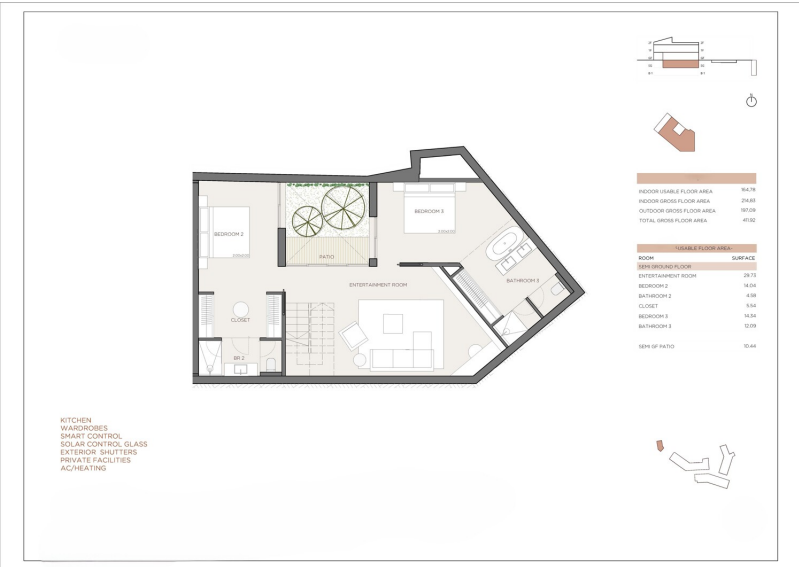 N
INDOOR USABLE FLOOR AREA 164,78
INDOOR GROSS FLOOR AREA 214,83
OUTDOOR GROSS FLOOR AREA 197,09
TOTAL GROSS FLOOR AREA 411,92
-USABLE FLOOR AREA-
ROOM SURFACE
SEMI GROUND FLOOR
ENTERTAINMENT ROOM 29.73
BEDROOM 2 14.04
BATHROOM 2 4.58
CLOSET 5.54
BEDROOM 3 14.34
BATHROOM 3 12.09
SEMI GF PATIO 10.44
BEDROOM 3
BEDROOM 2
PATIO
BATHROOM 3
ENTERTAINMENT ROOM
CLOSET
BR 2
KITCHEN
WARDROBES
SMART CONTROL
SOLAR CONTROL GLASS
EXTERIOR SHUTTERS
PRIVATE FACILITIES
AC/HEATING